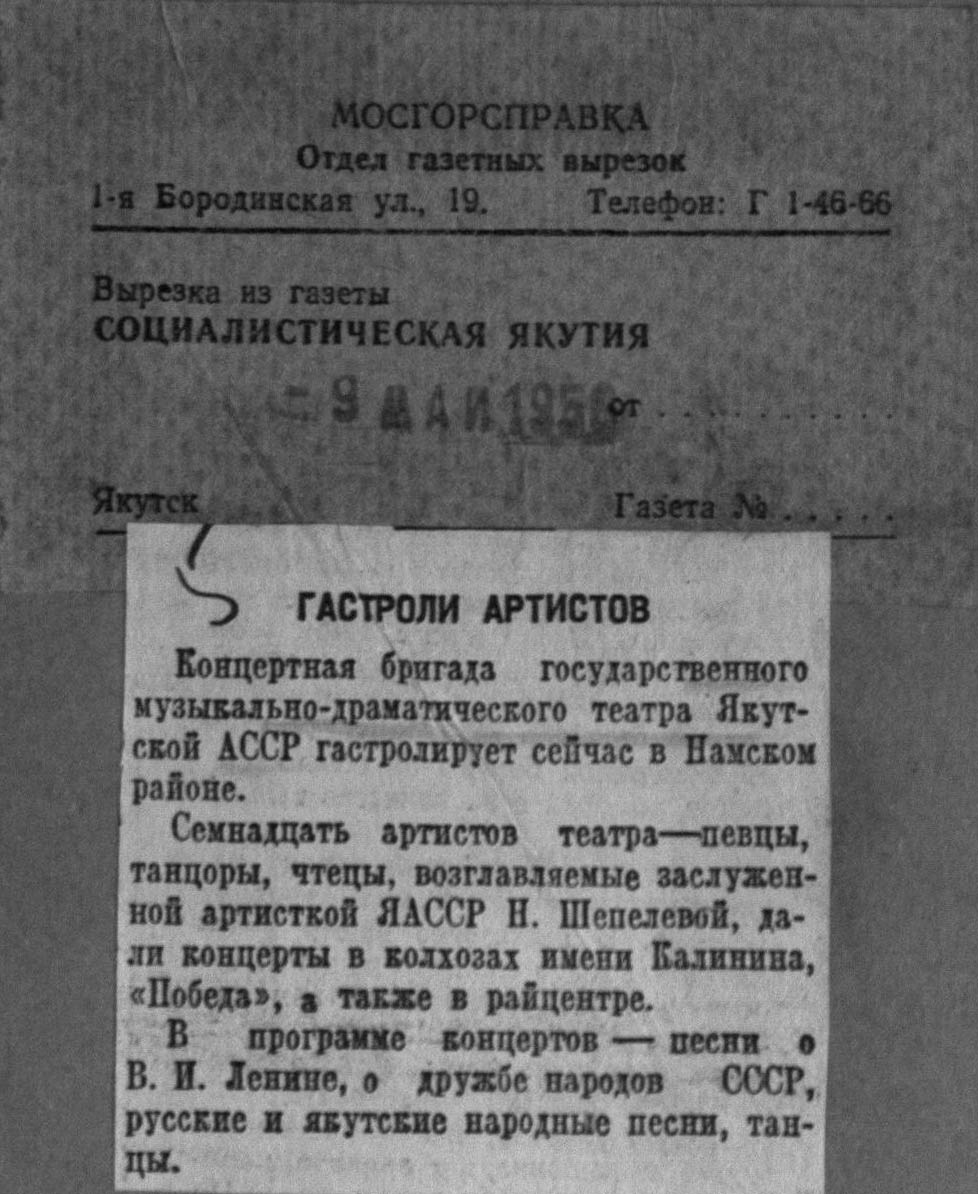 МОСГОРСПРАВКА
Отдел газетных вырезок
1-я Бородинская ул., 19. Телефон: Г 1-46-66
Вырезка из газеты
СОЦИАЛИСТИЧЕСКАЯ ЯКУТИЯ
- 9 МАЙ от . . . . . . . . . . .
Якутск Газета № . . . . .
ГАСТРОЛИ АРТИСТОВ
Концертная бригада государственного
музыкально-драматического театра Якут-
ской АССР гастролирует сейчас в Намском
районе.
Семнадцать артистов театра—певцы,
танцоры, чтецы, возглавляемые заслужен-
ной артисткой ЯАССР Н. Шепелевой, да-
ли концерты в колхозах имени Калинина,
«Победа», а также в райцентре.
В программе концертов — песни о
В. И. Ленине, о дружбе народов СССР,
русские и якутские народные песни, тан-
цы.